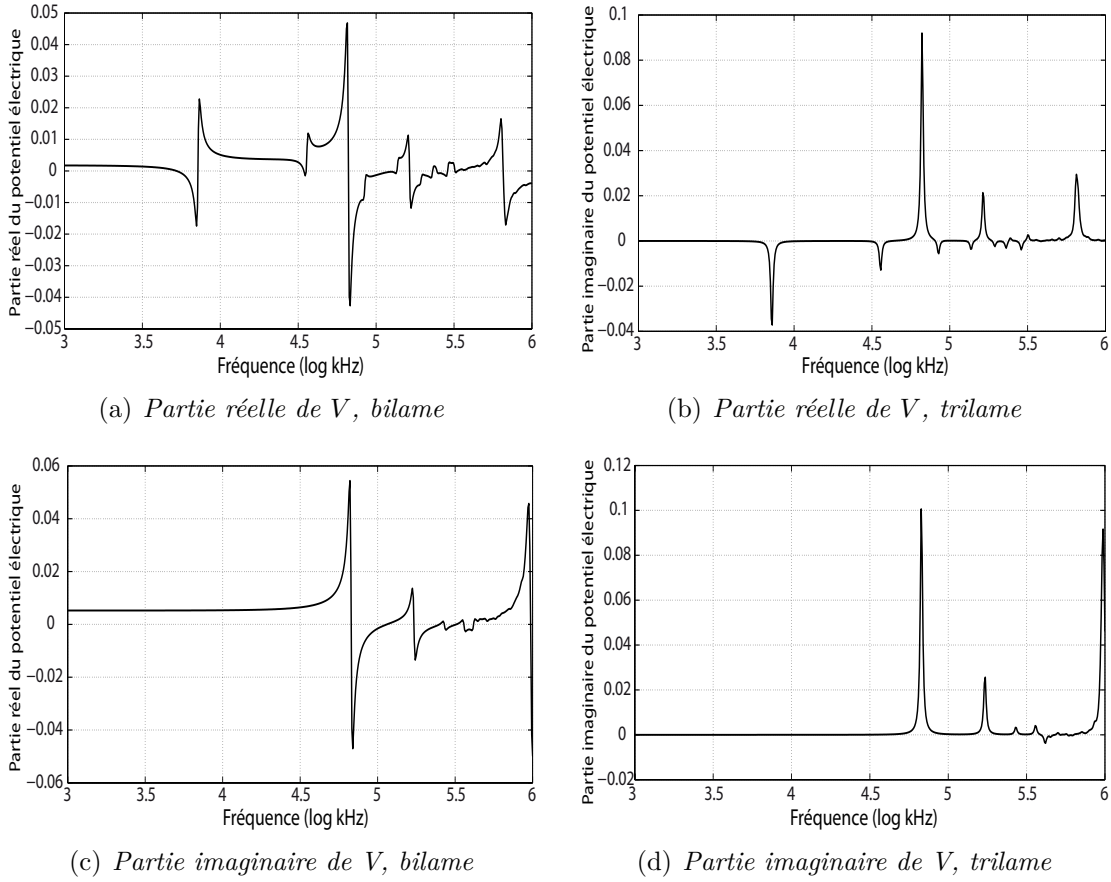 Partie réel du potentiel électrique
0.05
0.04
0.03
0.02
0.01
0
−0.01
−0.02
−0.03
−0.04
−0.05
3 3.5 4 4.5 5 5.5 6
Fréquence (log kHz)
(a) Partie réelle de V, bilame
Partie imaginaire du potentiel électrique
0.1
0.08
0.06
0.04
0.02
0
−0.02
−0.04
3 3.5 4 4.5 5 5.5 6
Fréquence (log kHz)
(b) Partie réelle de V, trilame
Partie réel du potentiel électrique
0.06
0.04
0.02
0
−0.02
−0.04
−0.06
3 3.5 4 4.5 5 5.5 6
Fréquence (log kHz)
(c) Partie imaginaire de V, bilame
Partie imaginaire du potentiel électrique
0.12
0.1
0.08
0.06
0.04
0.02
0
−0.02
3 3.5 4 4.5 5 5.5 6
Fréquence (log kHz)
(d) Partie imaginaire de V, trilame